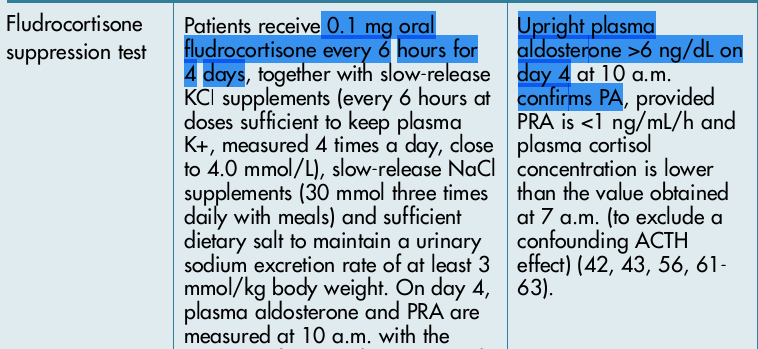 Fludrocortisone
suppression test
Patients receive 0.1 mg oral
fludrocortisone every 6 hours for
4 days, together with slow-release
KCl supplements (every 6 hours at
doses sufficient to keep plasma
K+, measured 4 times a day, close
to 4.0 mmol/L), slow-release NaCl
supplements (30 mmol three times
daily with meals) and sufficient
dietary salt to maintain a urinary
sodium excretion rate of at least 3
mmol/kg body weight. On day 4,
plasma aldosterone and PRA are
measured at 10 a.m. with the
Upright plasma
aldosterone >6 ng/dL on
day 4 at 10 a.m.
confirms PA, provided
PRA is <1 ng/mL/h and
plasma cortisol
concentration is lower
than the value obtained
at 7 a.m. (to exclude a
confounding ACTH
effect) (42, 43, 56, 61-
63).